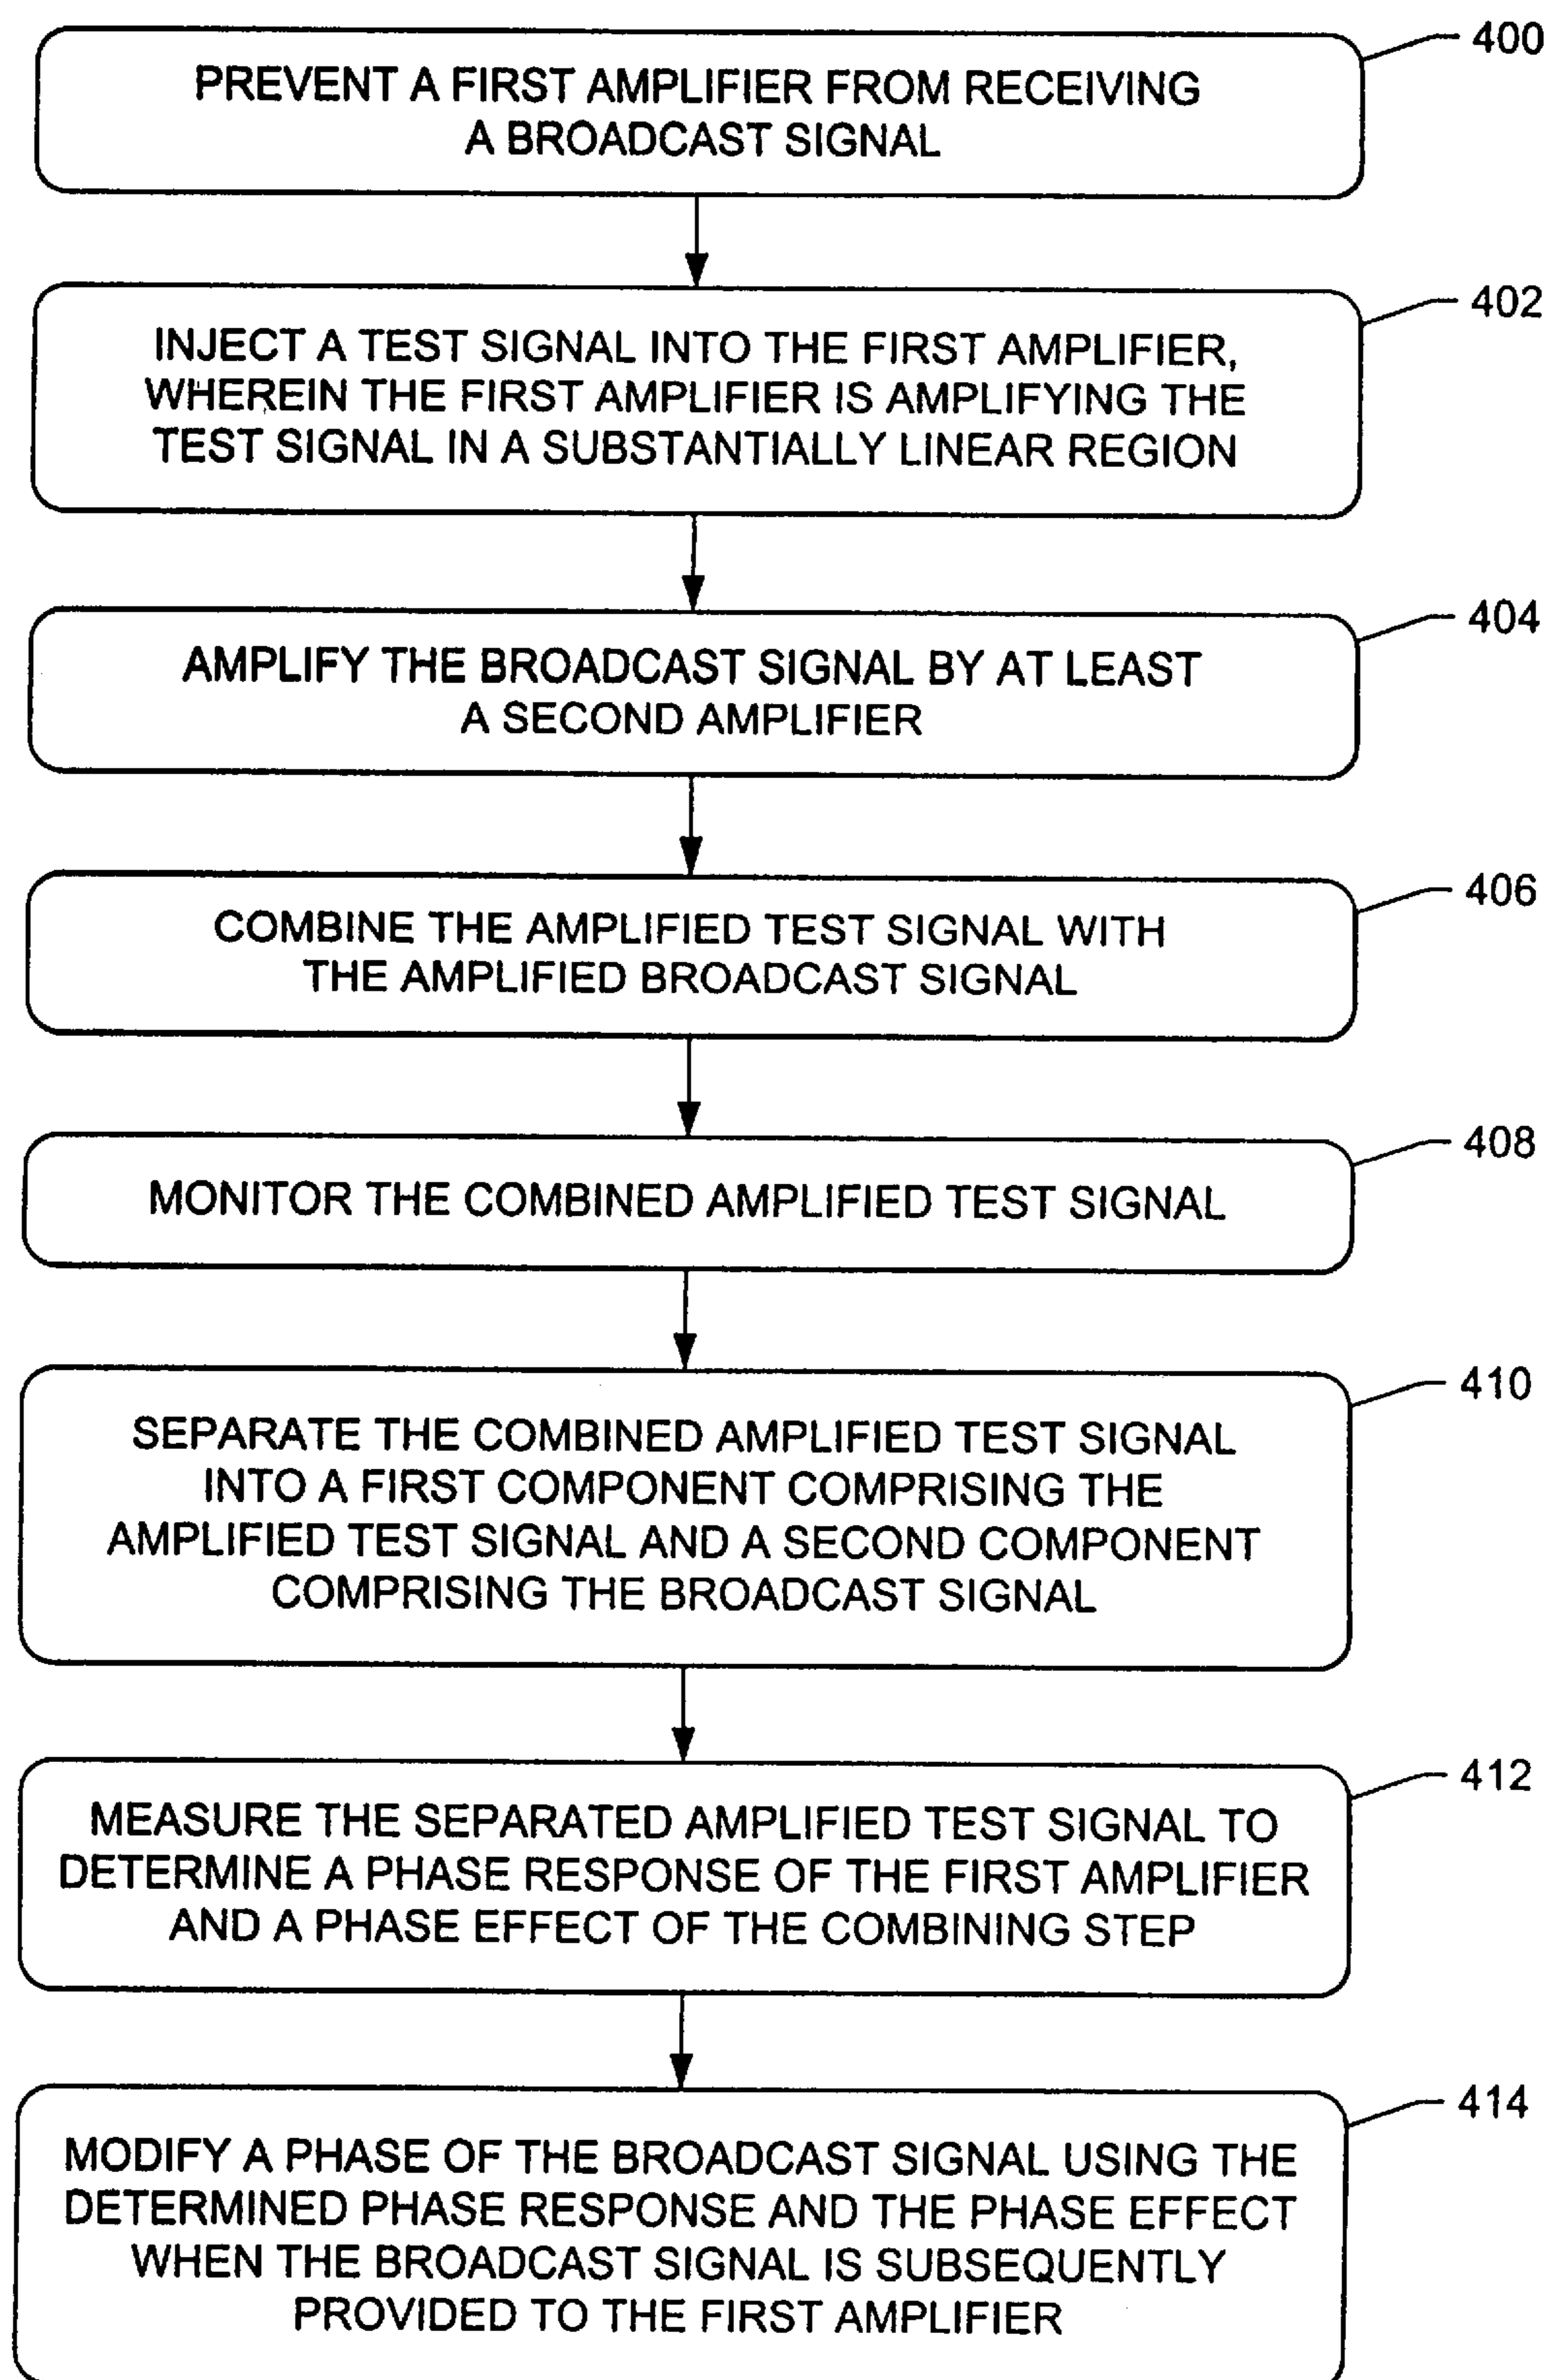 400
PREVENT A FIRST AMPLIFIER FROM RECEIVING
A BROADCAST SIGNAL
402
INJECT A TEST SIGNAL INTO THE FIRST AMPLIFIER,
WHEREIN THE FIRST AMPLIFIER IS AMPLIFYING THE
TEST SIGNAL IN A SUBSTANTIALLY LINEAR REGION
404
AMPLIFY THE BROADCAST SIGNAL BY AT LEAST
A SECOND AMPLIFIER
406
COMBINE THE AMPLIFIED TEST SIGNAL WITH
THE AMPLIFIED BROADCAST SIGNAL
408
MONITOR THE COMBINED AMPLIFIED TEST SIGNAL
410
SEPARATE THE COMBINED AMPLIFIED TEST SIGNAL
INTO A FIRST COMPONENT COMPRISING THE
AMPLIFIED TEST SIGNAL AND A SECOND COMPONENT
COMPRISING THE BROADCAST SIGNAL
412
MEASURE THE SEPARATED AMPLIFIED TEST SIGNAL TO
DETERMINE A PHASE RESPONSE OF THE FIRST AMPLIFIER
AND A PHASE EFFECT OF THE COMBINING STEP
414
MODIFY A PHASE OF THE BROADCAST SIGNAL USING THE
DETERMINED PHASE RESPONSE AND THE PHASE EFFECT
WHEN THE BROADCAST SIGNAL IS SUBSEQUENTLY
PROVIDED TO THE FIRST AMPLIFIER